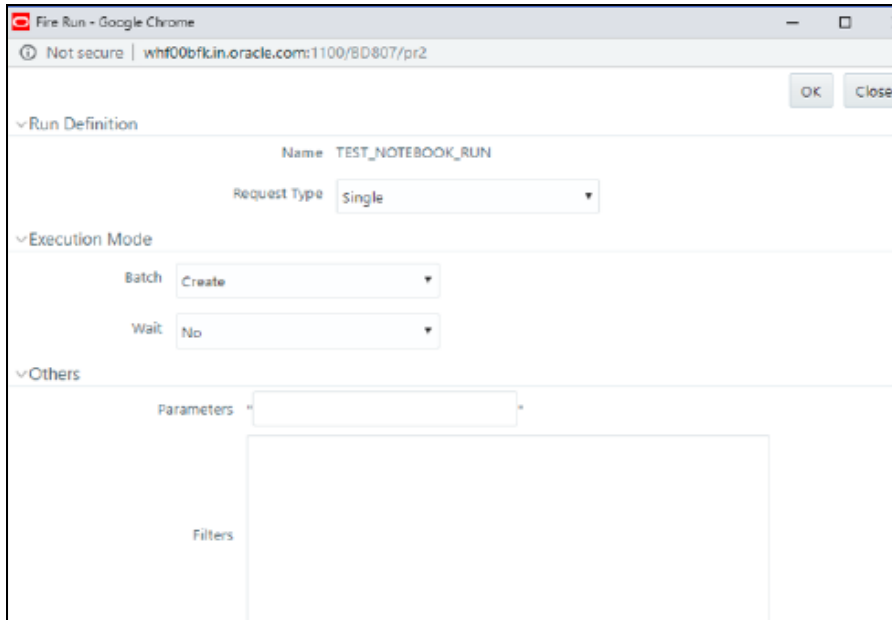 Fire Run - Google Chrome
Not secure | whf00bfk.in.oracle.com:1100/BD807/pr2
OK Close
Run Definition
Name TEST_NOTEBOOK_RUN
Request Type Single
Execution Mode
Batch Create
Wait No
Others
Parameters " "
Filters